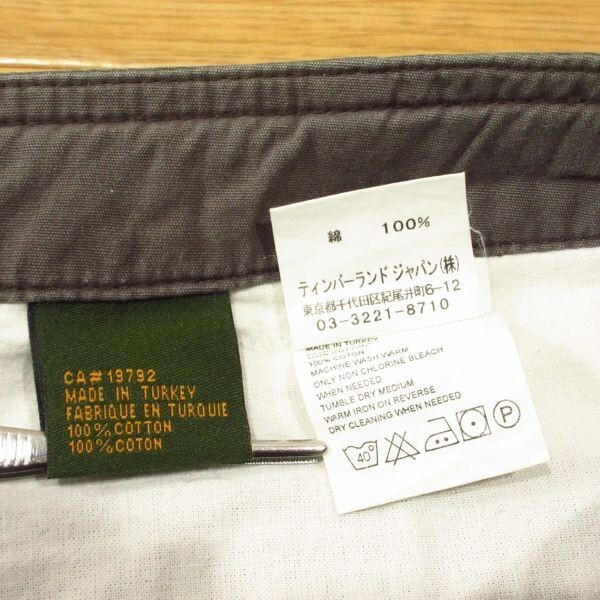 CA#19792
MADE IN TURKEY
FABRIQUE EN TURQUIE
100% COTTON
100% COTON
綿 100%
ティンバーランド ジャパン(株)
東京都千代田区紀尾井町6-12
03-3221-8710
MADE IN TURKEY
100% COTTON
MACHINE WASH WARM
ONLY NON CHLORINE BLEACH
WHEN NEEDED
TUMBLE DRY MEDIUM
WARM IRON ON REVERSE
DRY CLEANING WHEN NEEDED
40° P